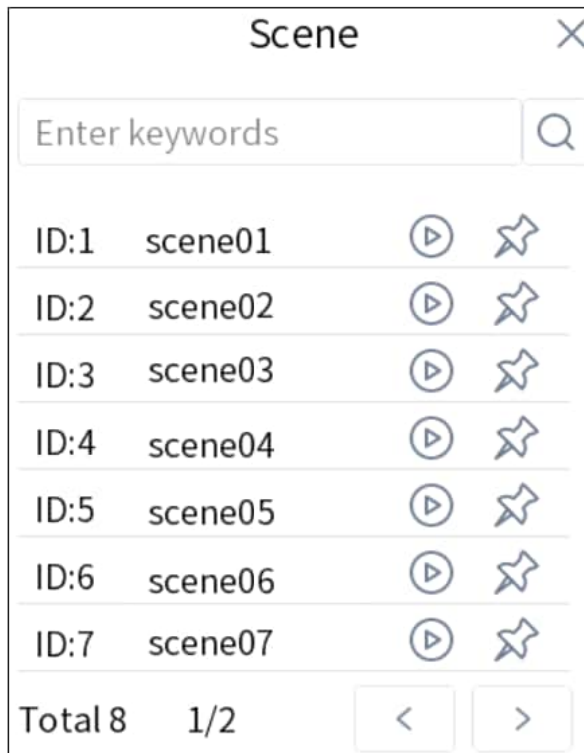 Scene
Enter keywords
ID:1 scene01
ID:2 scene02
ID:3 scene03
ID:4 scene04
ID:5 scene05
ID:6 scene06
ID:7 scene07
Total 8 1/2 < >